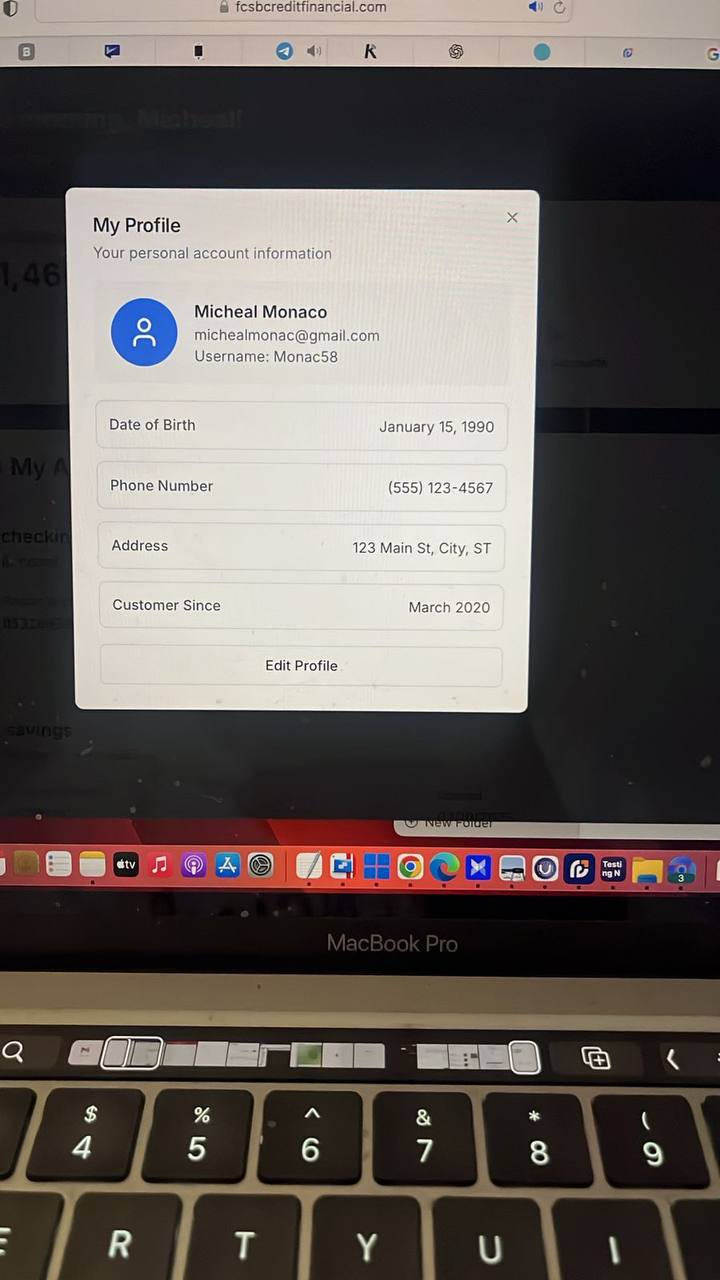 fcsbcreditfinancial.com
B
K
G
morning, Micheal!
1,46
My Profile
Your personal account information
Micheal Monaco
michealmonac@gmail.com
Username: Monac58
Date of Birth
January 15, 1990
My A
Phone Number
(555) 123-4567
checkin
Address
123 Main St, City, ST
Customer Since
March 2020
Edit Profile
savings
New Folder
tv
Testi
ng N
3
MacBook Pro
$ % ^ & * (
4 5 6 7 8 9
E R T Y U I